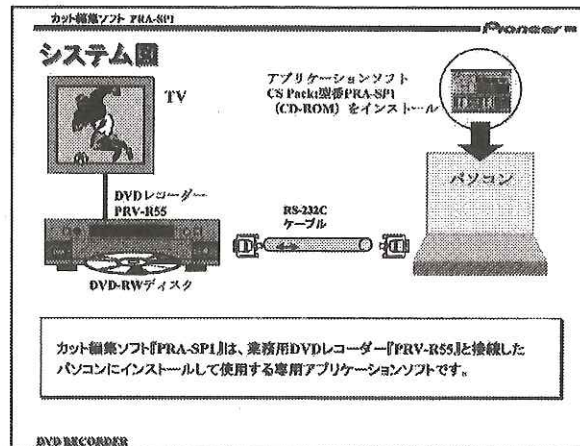 カット編集ソフト PRA-SP1
Pioneer
システム図
TV
アプリケーションソフト
CS Packt型番PRA-SP1
(CD-ROM)をインストール
パソコン
DVDレコーダー
PRV-R55
RS-232C
ケーブル
DVD-RWディスク
カット編集ソフト『PRA-SP1』は、業務用DVDレコーダー『PRV-R55』と接続した
パソコンにインストールして使用する専用アプリケーションソフトです。
DVD RECORDER